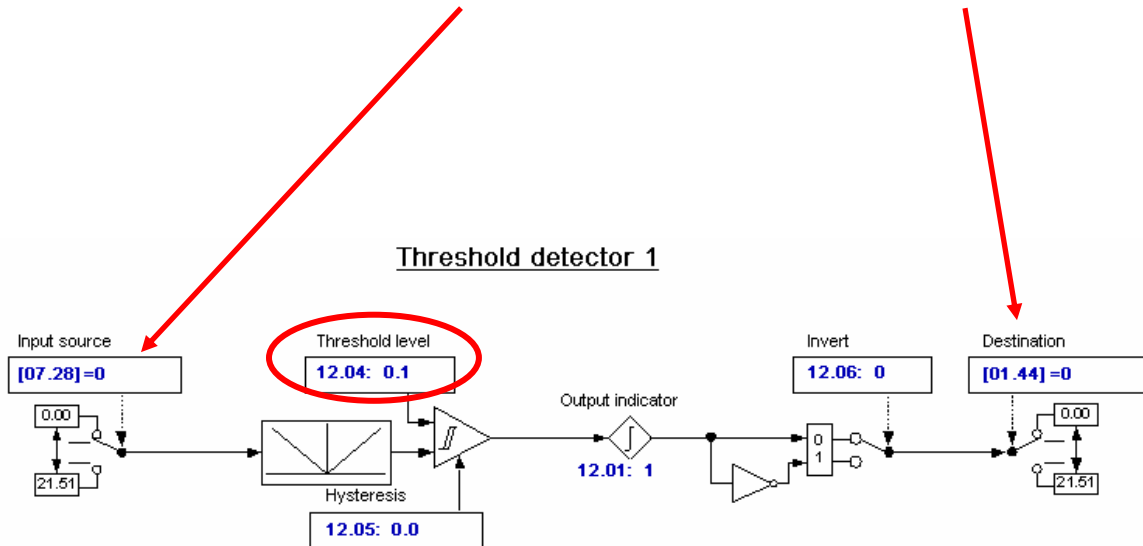 Threshold detector 1
Input source
[07.28] =0
Threshold level
12.04: 0.1
Invert
12.06: 0
Destination
[01.44] =0
Output indicator
12.01: 1
0.00
21.51
0
1
0.00
21.51
Hysteresis
12.05: 0.0